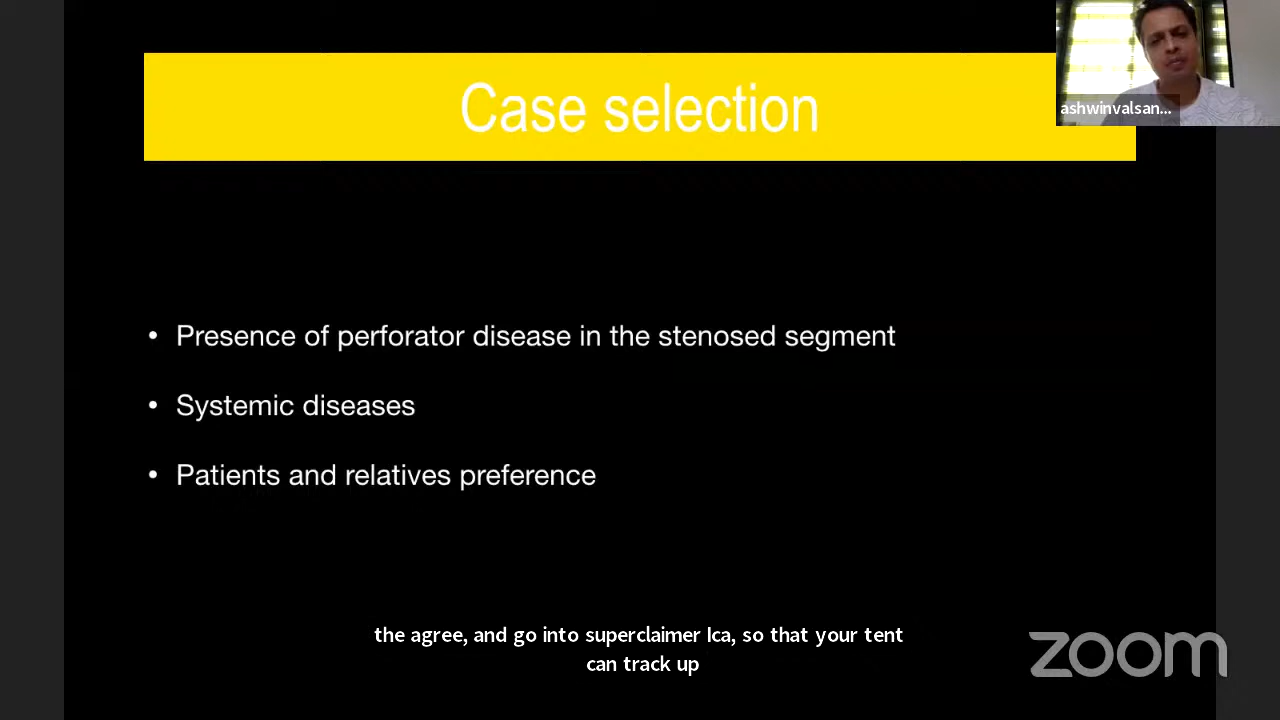 Case selection
ashwinvalsan...
• Presence of perforator disease in the stenosed segment
• Systemic diseases
• Patients and relatives preference
the agree, and go into superclaimer Ica, so that your tent
can track up
zoom